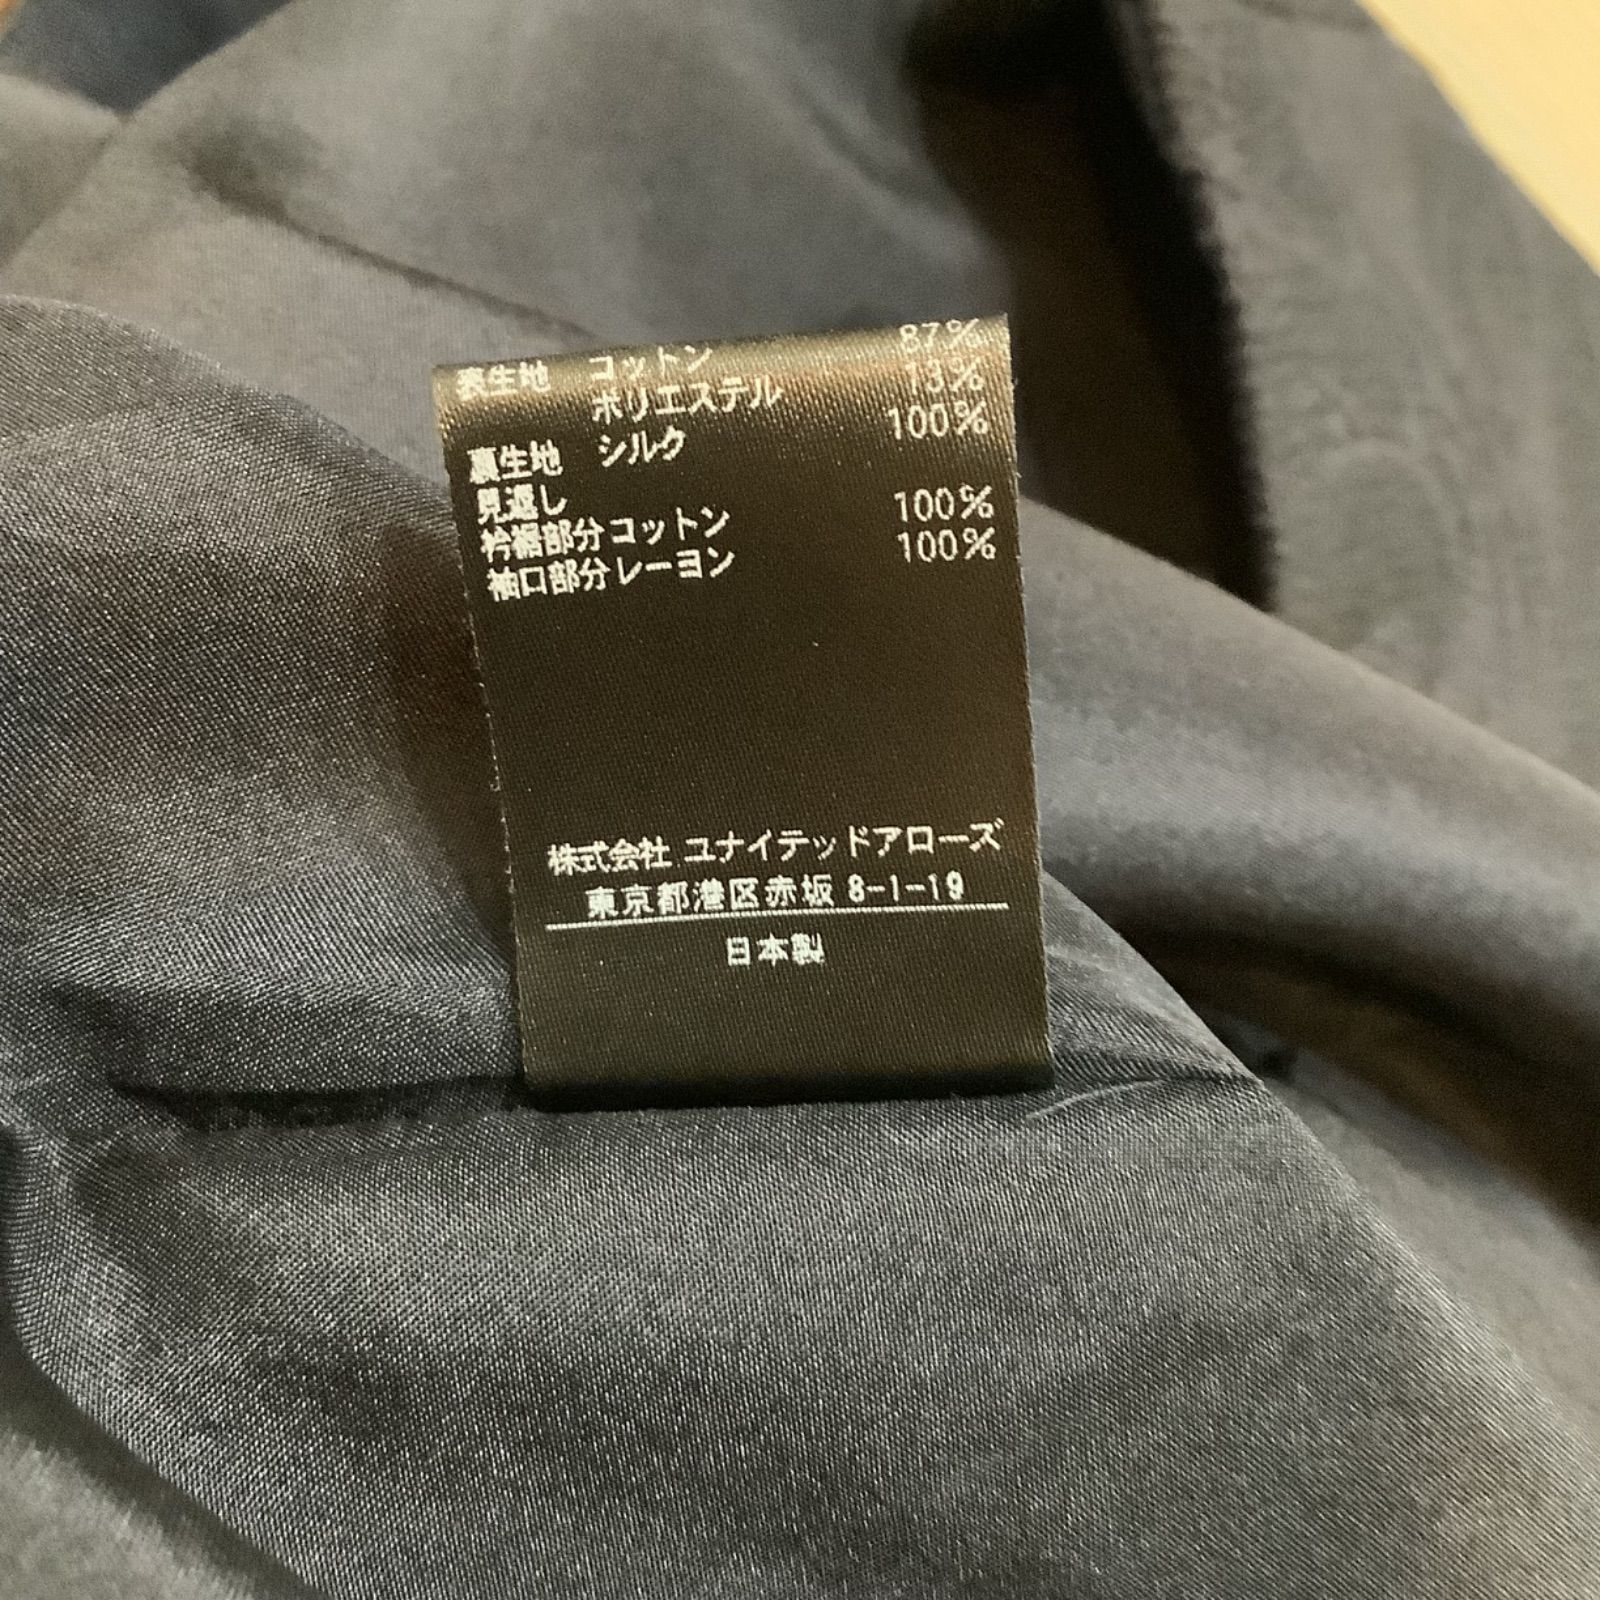 表生地 コットン 87%
ポリエステル 13%
裏生地 シルク 100%
見返し
衿裾部分コットン 100%
袖口部分レーヨン 100%
株式会社 ユナイテッドアローズ
東京都港区赤坂 8-1-19
日本製